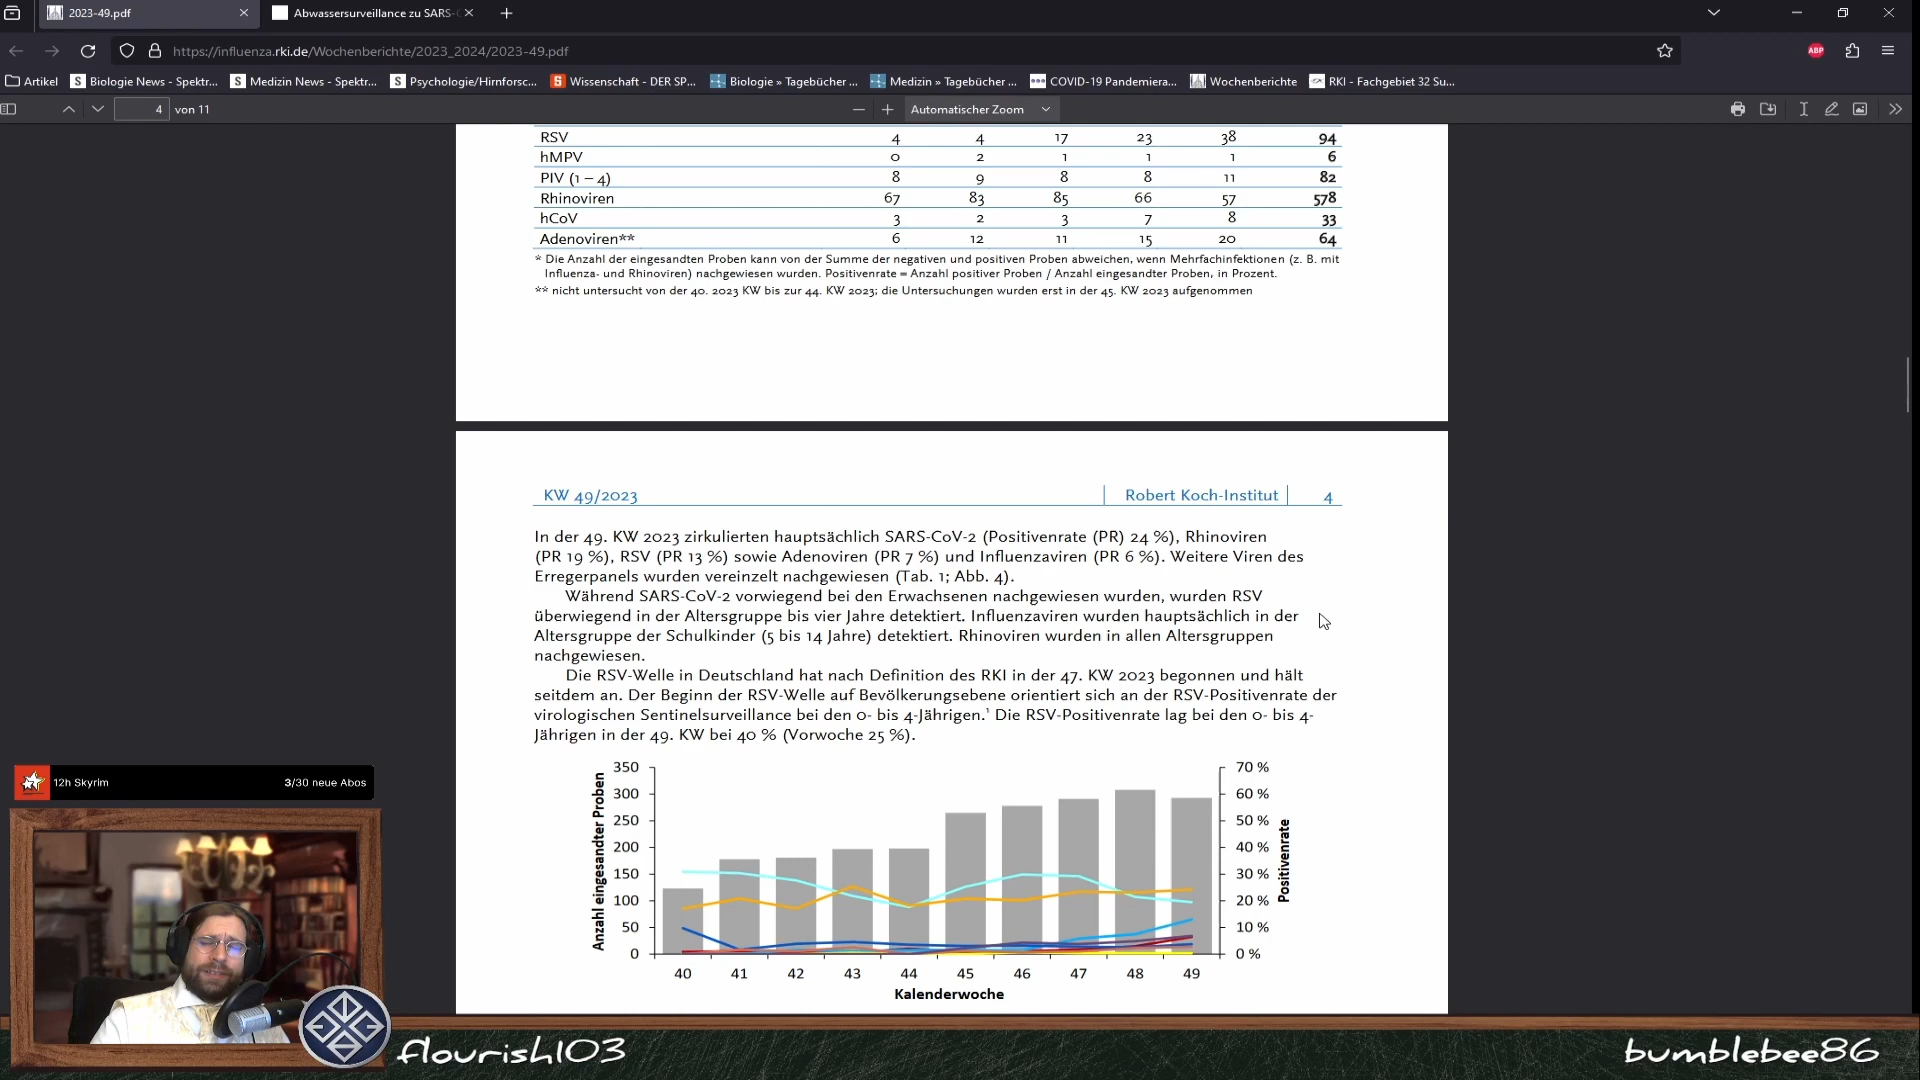 2023-49.pdf
Abwassersurveillance zu SARS-
https://influenza.rki.de/Wochenberichte/2023_2024/2023-49.pdf
ABP
Artikel
Biologie News - Spektr...
Medizin News - Spektr...
Psychologie/Hirnforsc...
Wissenschaft - DER SP...
Biologie » Tagebücher ...
Medizin » Tagebücher ...
COVID-19 Pandemiera...
Wochenberichte
RKI - Fachgebiet 32 Su...
4 von 11
Automatischer Zoom
RSV 4 4 17 23 38 94
hMPV 0 2 1 1 1 6
PIV (1 – 4) 8 9 8 8 11 82
Rhinoviren 67 83 85 66 57 578
hCoV 3 2 3 7 8 33
Adenoviren** 6 12 11 15 20 64
* Die Anzahl der eingesandten Proben kann von der Summe der negativen und positiven Proben abweichen, wenn Mehrfachinfektionen (z. B. mit
Influenza- und Rhinoviren) nachgewiesen wurden. Positivenrate = Anzahl positiver Proben / Anzahl eingesandter Proben, in Prozent.
** nicht untersucht von der 40. 2023 KW bis zur 44. KW 2023; die Untersuchungen wurden erst in der 45. KW 2023 aufgenommen
KW 49/2023 Robert Koch-Institut 4
In der 49. KW 2023 zirkulierten hauptsächlich SARS-CoV-2 (Positivenrate (PR) 24 %), Rhinoviren
(PR 19 %), RSV (PR 13 %) sowie Adenoviren (PR 7 %) und Influenzaviren (PR 6 %). Weitere Viren des
Erregerpanels wurden vereinzelt nachgewiesen (Tab. 1; Abb. 4).
Während SARS-CoV-2 vorwiegend bei den Erwachsenen nachgewiesen wurden, wurden RSV
überwiegend in der Altersgruppe bis vier Jahre detektiert. Influenzaviren wurden hauptsächlich in der
Altersgruppe der Schulkinder (5 bis 14 Jahre) detektiert. Rhinoviren wurden in allen Altersgruppen
nachgewiesen.
Die RSV-Welle in Deutschland hat nach Definition des RKI in der 47. KW 2023 begonnen und hält
seitdem an. Der Beginn der RSV-Welle auf Bevölkerungsebene orientiert sich an der RSV-Positivenrate der
virologischen Sentinelsurveillance bei den 0- bis 4-Jährigen.¹ Die RSV-Positivenrate lag bei den 0- bis 4-
Jährigen in der 49. KW bei 40 % (Vorwoche 25 %).
Anzahl eingesandter Proben
350
300
250
200
150
100
50
0
70 %
60 %
50 %
40 %
30 %
20 %
10 %
0 %
Positivenrate
40 41 42 43 44 45 46 47 48 49
Kalenderwoche
12h Skyrim 3/30 neue Abos
flourish103
bumblebee86